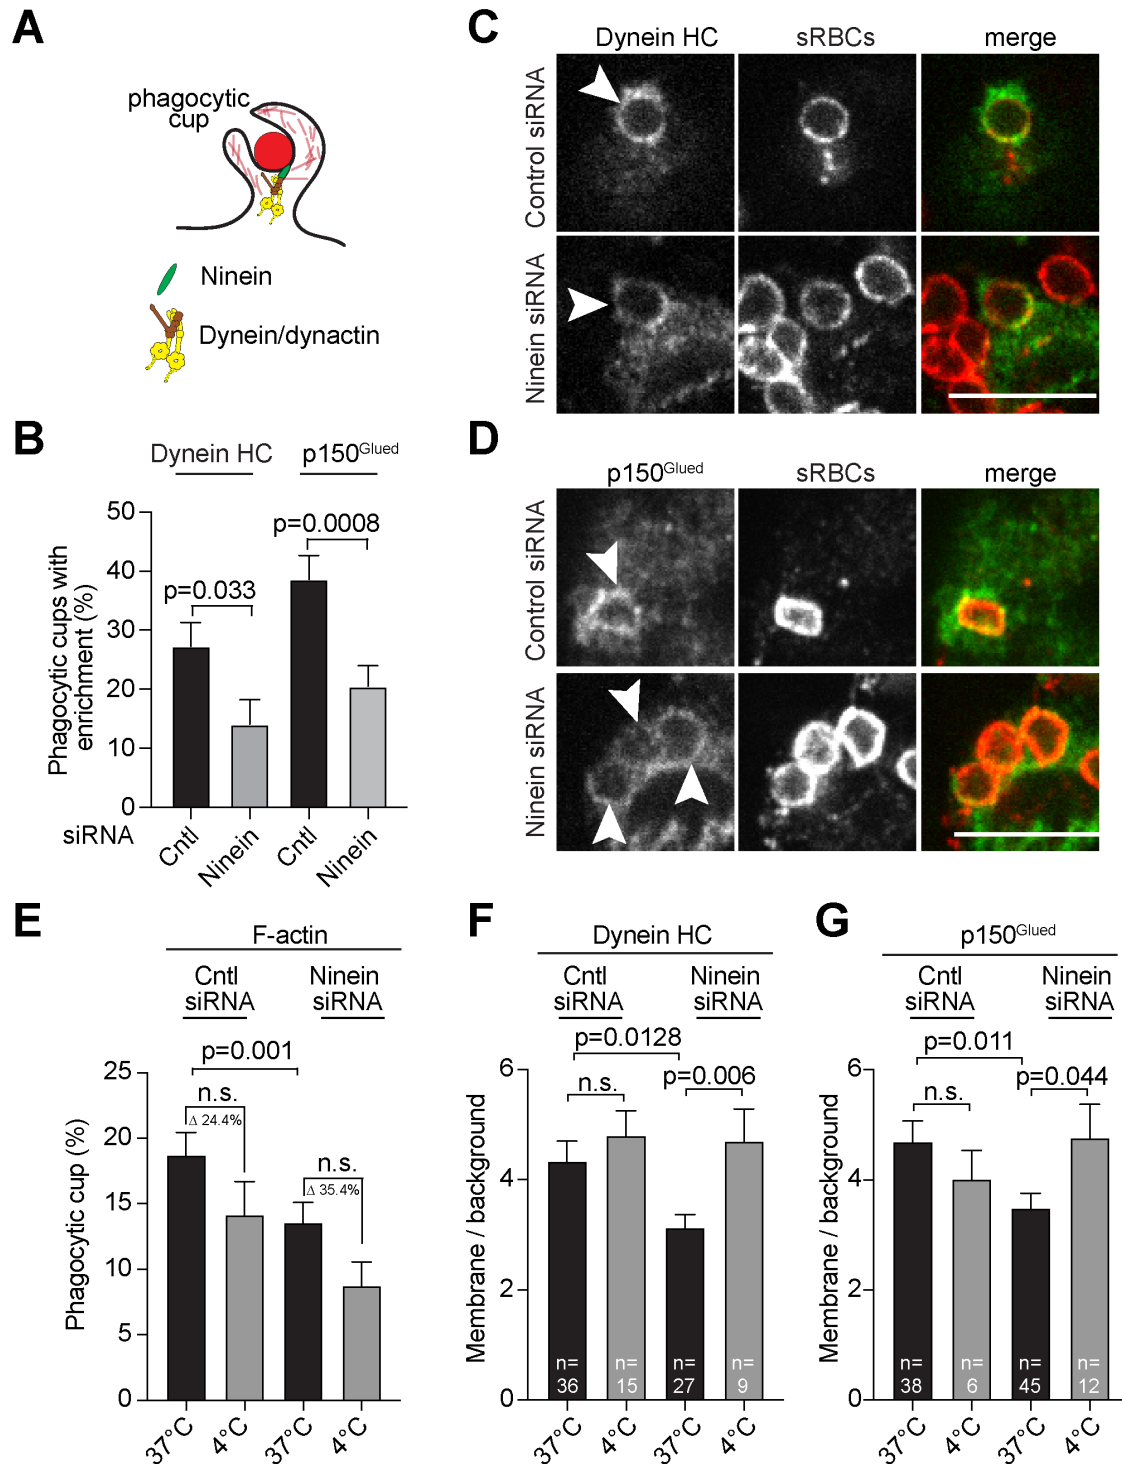 A
phagocytic
cup
Ninein
Dynein/dynactin
B
Dynein HC
p150Glued
p=0.0008
p=0.033
Phagocytic cups with
enrichment (%)
50
40
30
20
10
0
siRNA
Cntl
Ninein
Cntl
Ninein
C
Dynein HC
sRBCs
merge
Control siRNA
Ninein siRNA
D
p150Glued
sRBCs
merge
Control siRNA
Ninein siRNA
E
F-actin
Cntl
siRNA
Ninein
siRNA
p=0.001
n.s.
Δ 24.4%
n.s.
Δ 35.4%
Phagocytic cup (%)
25
20
15
10
5
0
37°C
4°C
37°C
4°C
F
Dynein HC
Cntl
siRNA
Ninein
siRNA
p=0.0128
n.s.
p=0.006
Membrane / background
6
4
2
0
n=
36
n=
15
n=
27
n=
9
37°C
4°C
37°C
4°C
G
p150Glued
Cntl
siRNA
Ninein
siRNA
p=0.011
n.s.
p=0.044
Membrane / background
6
4
2
0
n=
38
n=
6
n=
45
n=
12
37°C
4°C
37°C
4°C